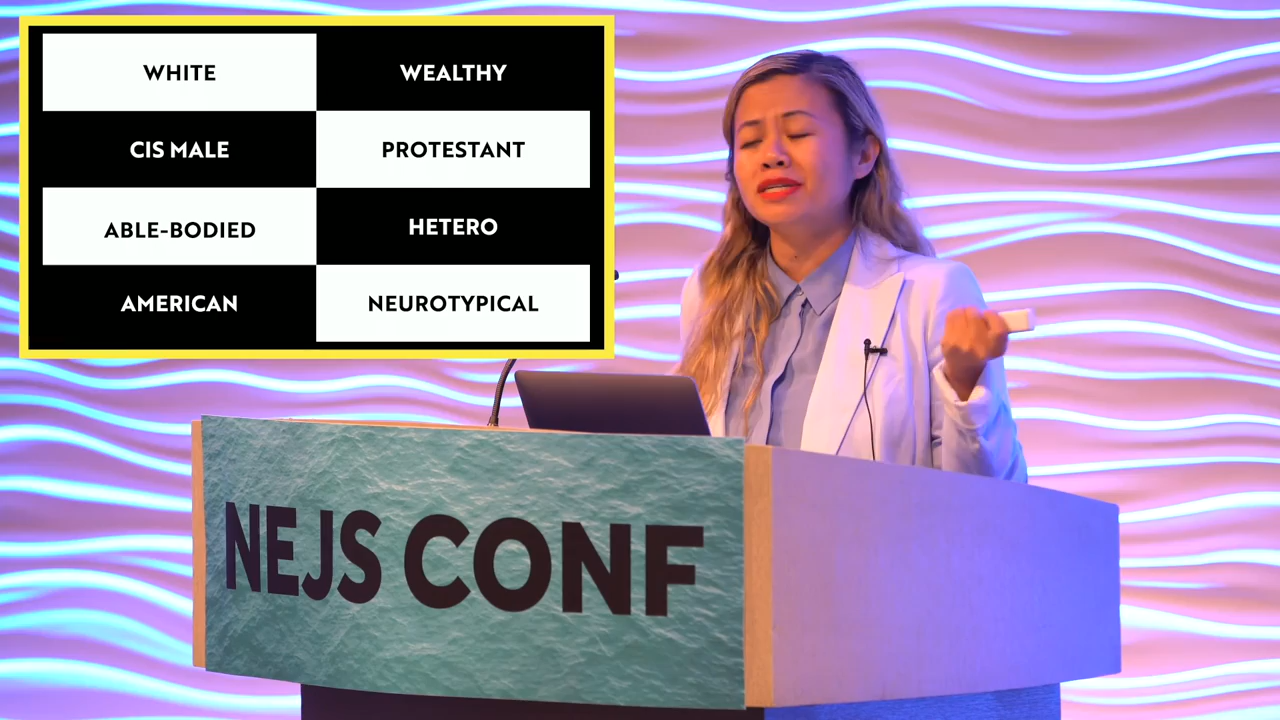 WHITE
WEALTHY
CIS MALE
PROTESTANT
ABLE-BODIED
HETERO
AMERICAN
NEUROTYPICAL
NEJS CONF